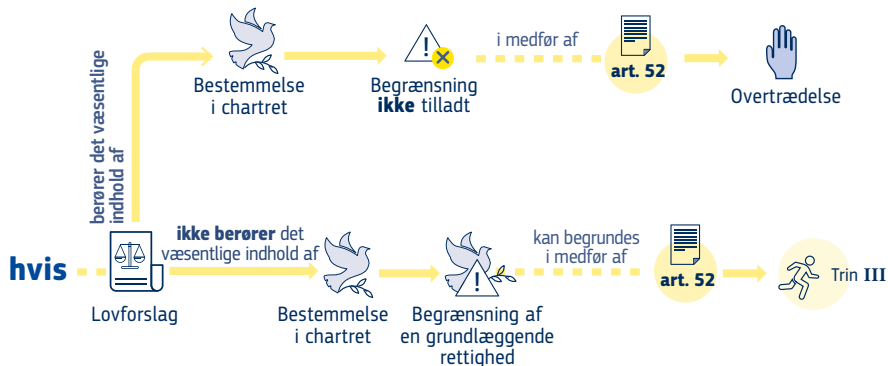 berører det væsentlige
indhold af
Bestemmelse
i chartret
Begrænsning
ikke tilladt
i medfør af
art. 52
Overtrædelse
hvis
Lovforslag
ikke berører det
væsentlige indhold af
Bestemmelse
i chartret
Begrænsning af
en grundlæggende
rettighed
kan begrundes
i medfør af
art. 52
Trin III